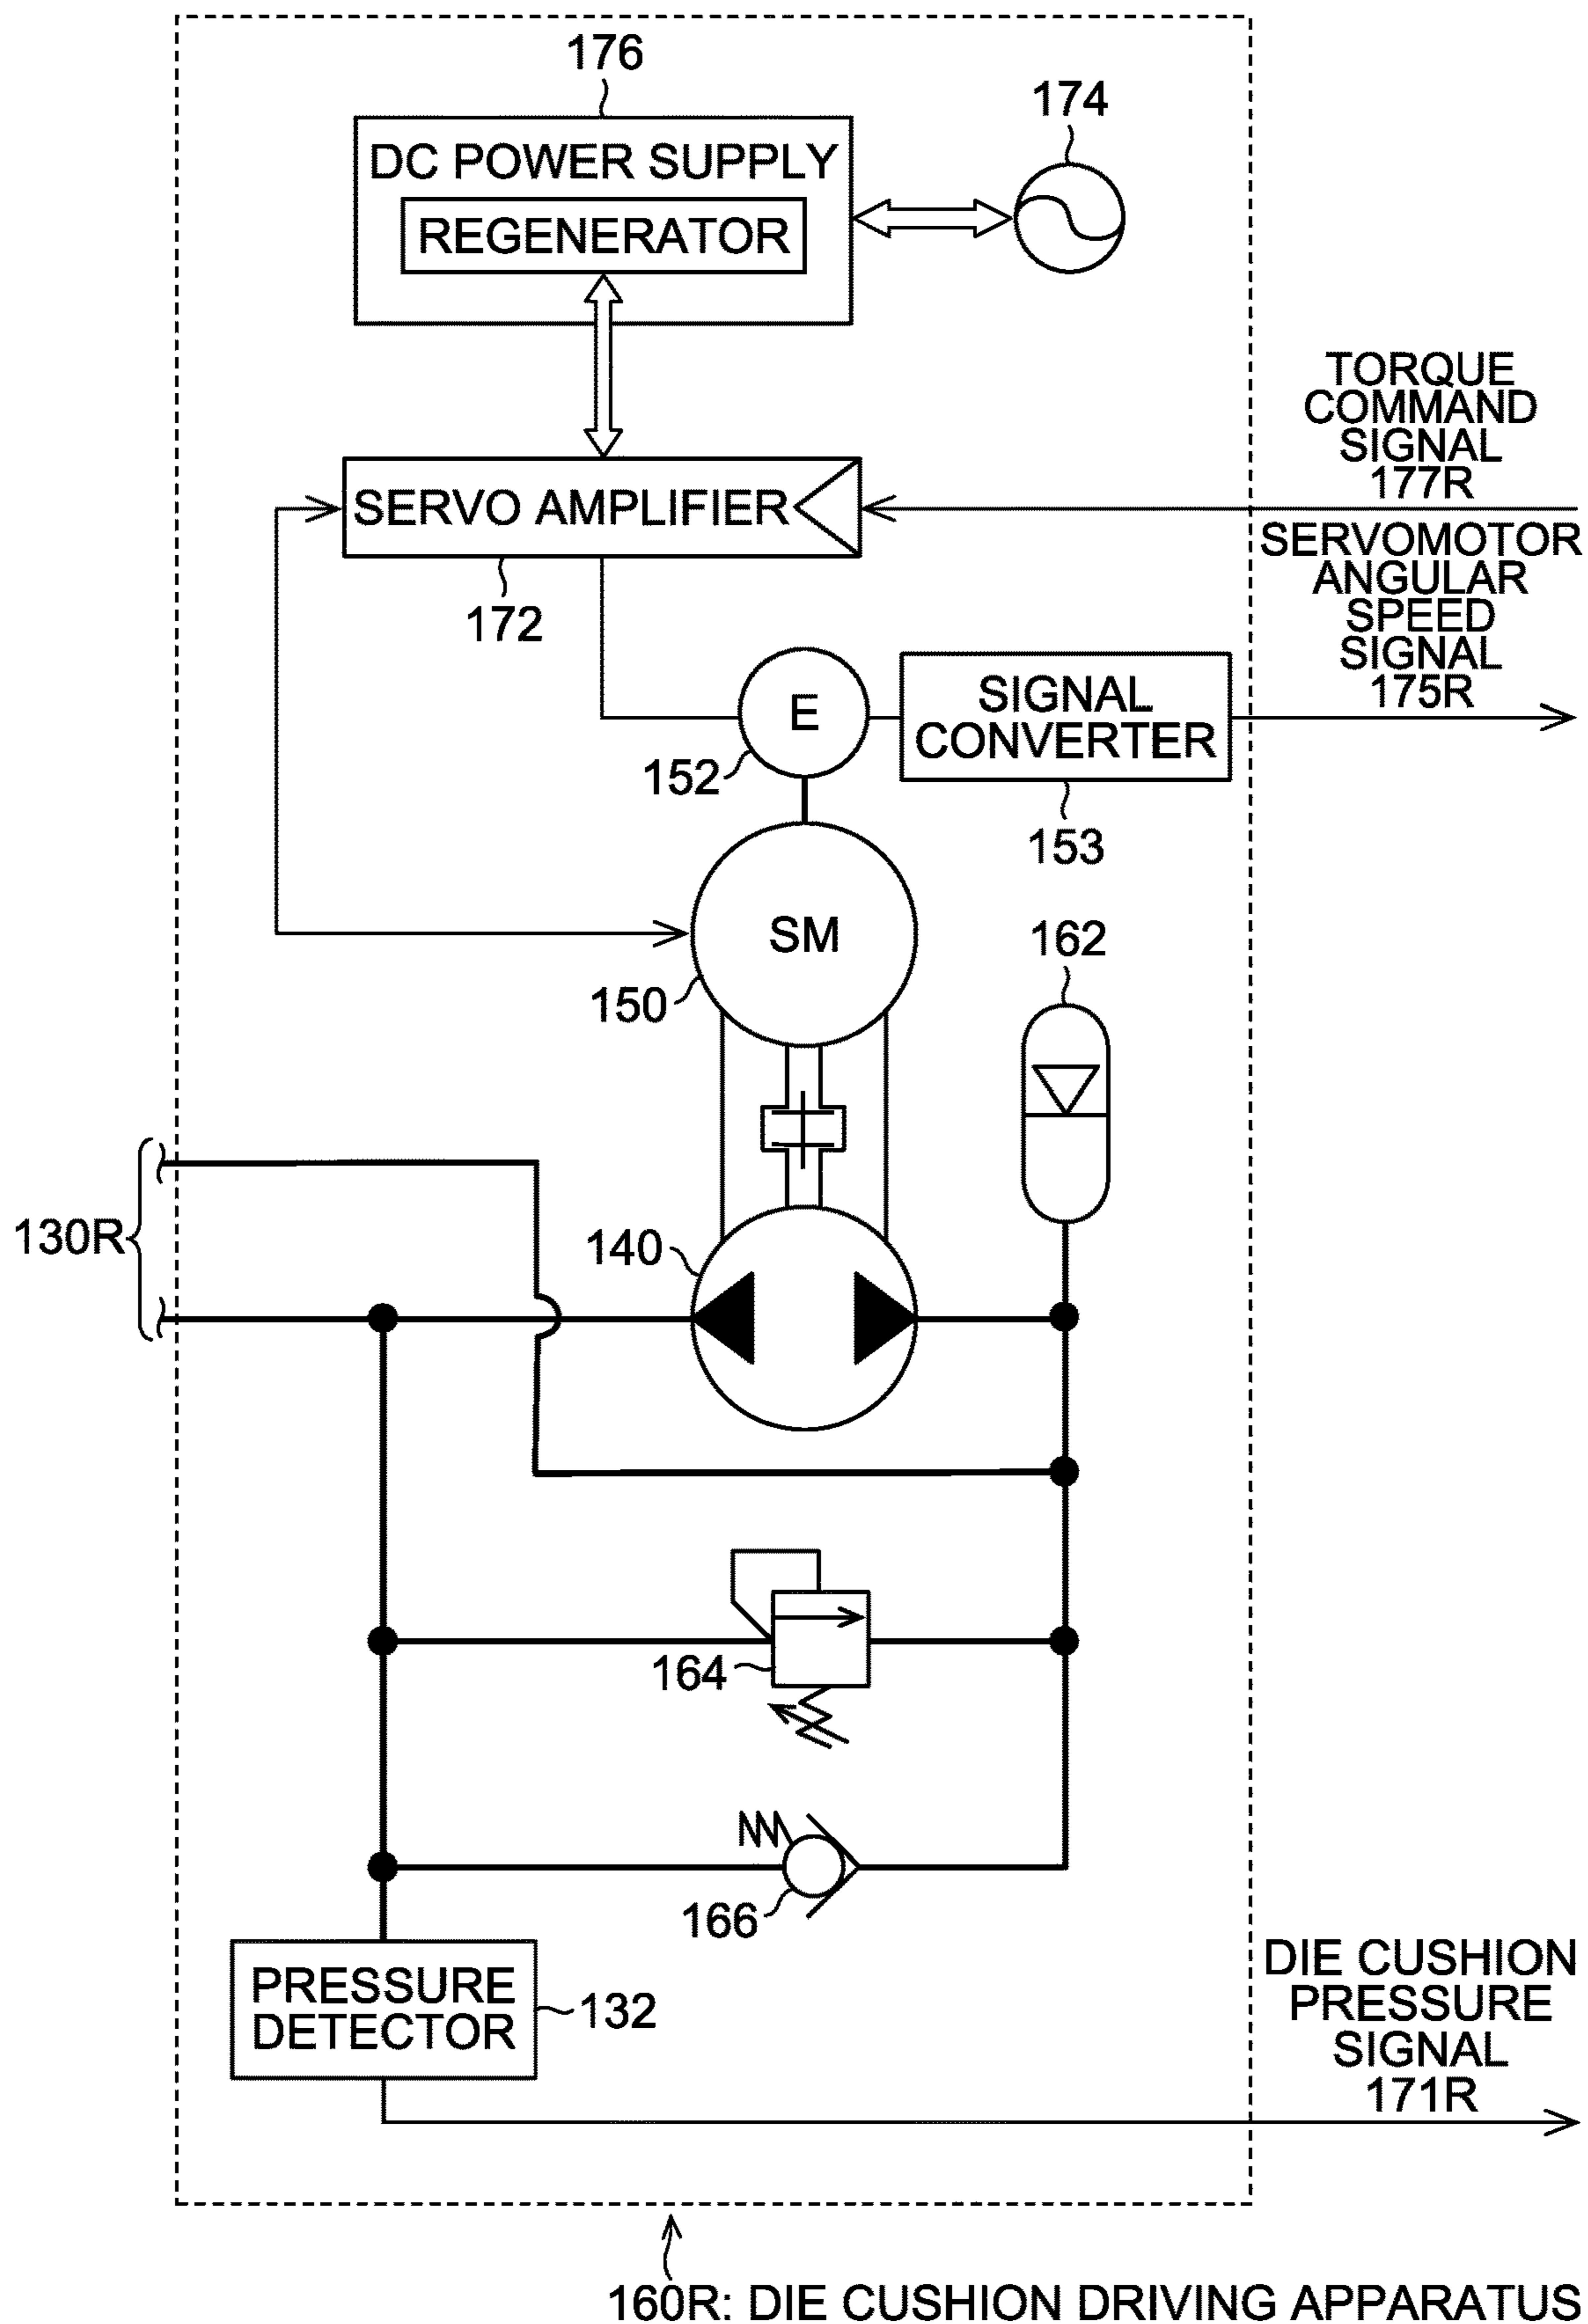 176
174
DC POWER SUPPLY
REGENERATOR
TORQUE
COMMAND
SIGNAL
177R
SERVO AMPLIFIER
172
SERVOMOTOR
ANGULAR
SPEED
SIGNAL
175R
E
152
SIGNAL
CONVERTER
153
SM
150
162
130R
140
164
166
PRESSURE
DETECTOR
132
DIE CUSHION
PRESSURE
SIGNAL
171R
160R: DIE CUSHION DRIVING APPARATUS